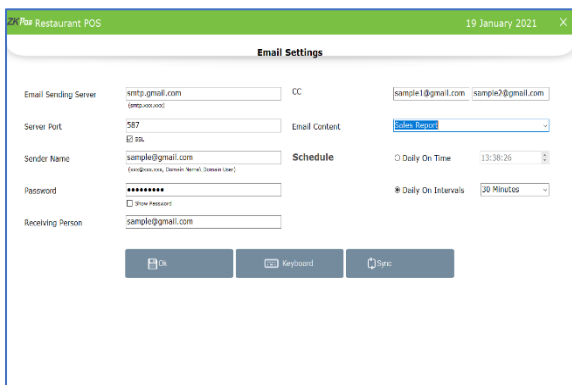 ZKPos Restaurant POS 19 January 2021 X
Email Settings
Email Sending Server smtp.gmail.com CC sample1@gmail.com sample2@gmail.com
(smtp.xxx.xxx)
Server Port 587 Email Content Sales Report
SSL
Sender Name sample@gmail.com Schedule Daily On Time 13:38:26
(xxx@xxx.xxx, Domain Name\ Domain User)
Password ●●●●●●●●● Daily On Intervals 30 Minutes
Show Password
Receiving Person sample@gmail.com
Ok Keyboard Sync